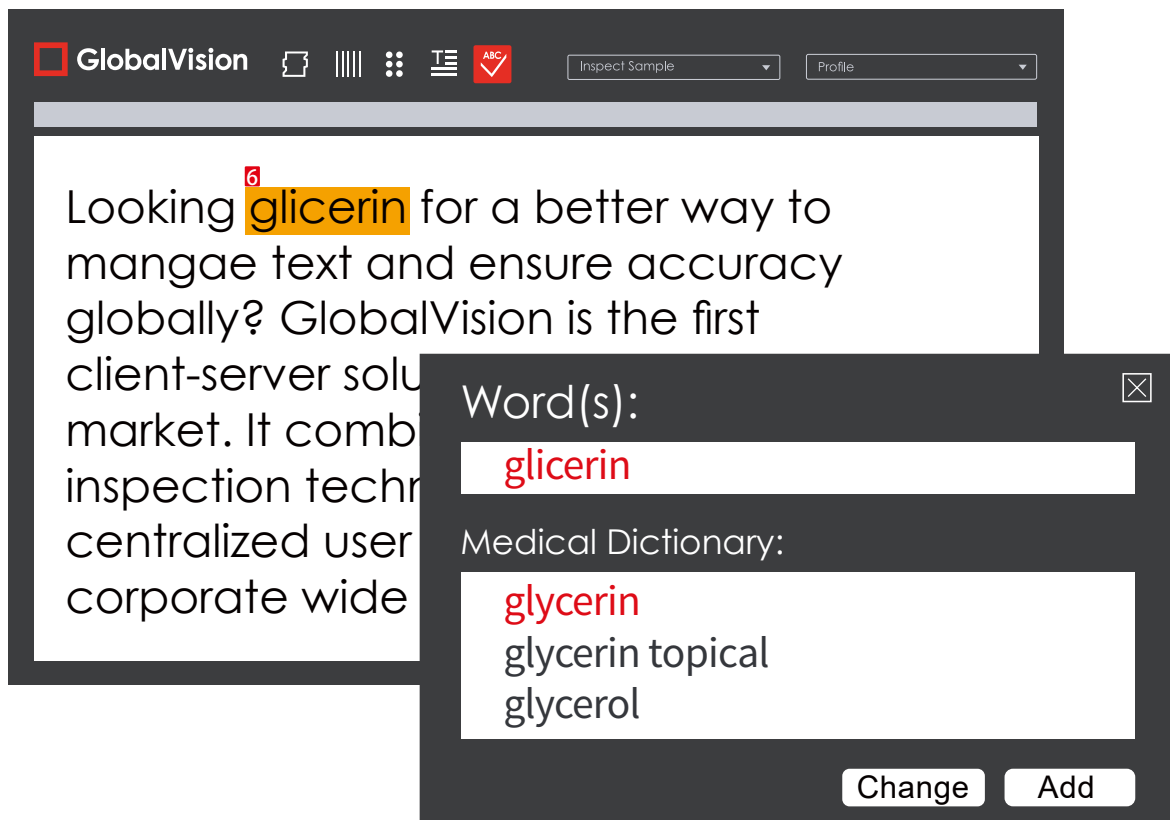 GlobalVision
T
ABC
Inspect Sample
Profile
6
Looking glicerin for a better way to
mangae text and ensure accuracy
globally? GlobalVision is the first
client-server solu
market. It combi
inspection techn
centralized user
corporate wide
Word(s):
glicerin
Medical Dictionary:
glycerin
glycerin topical
glycerol
Change
Add